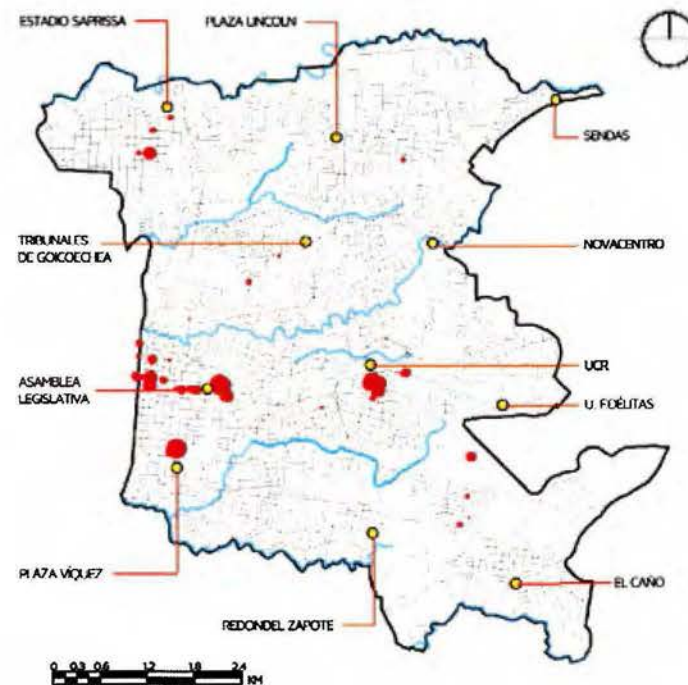 ESTADIO SAPRISSA
PLAZA LINCOLN
SENDAS
TRIBUNALES
DE GOICOECHEA
NOVACENTRO
UCR
ASAMBLEA
LEGISLATIVA
U. FOÉLITAS
PLAZA VÍQUEZ
EL CAÑO
REDONDEL ZAPOTE
0 0.3 0.6 1.2 1.8 2.4
KM